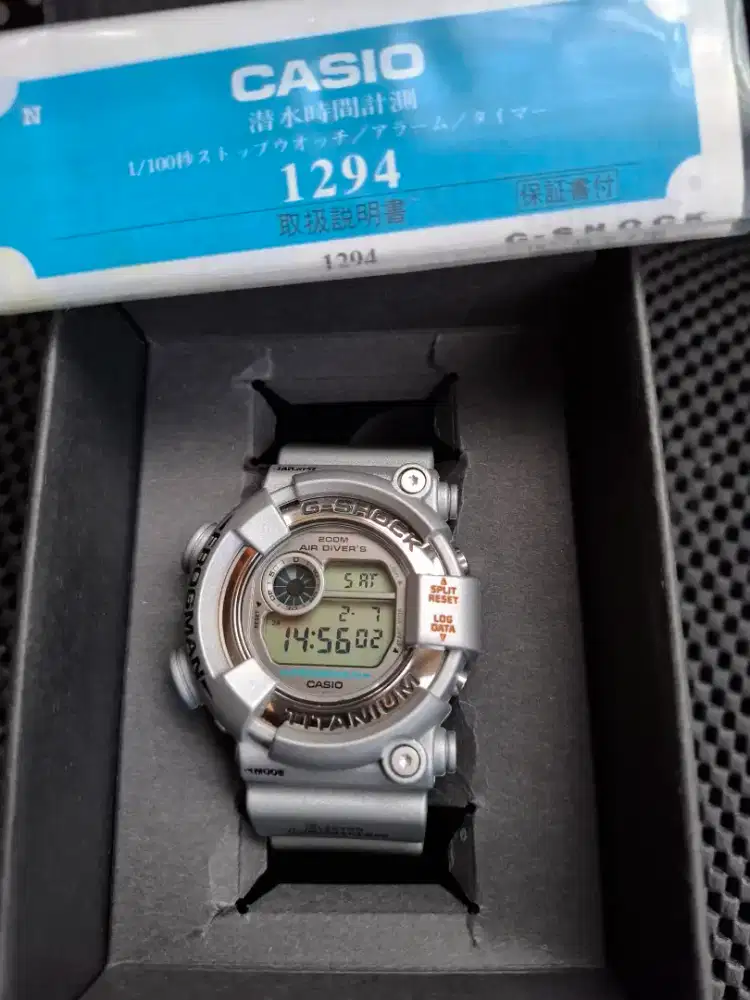 N
CASIO
潜水時間計測
1/100秒ストップウオッチ/アラーム/タイマー
1294
取扱説明書
保証書付
G-SHOCK
1294
G-SHOCK
200M
AIR DIVER'S
SAT
2- 7
14:56 02
CASIO
TITANIUM
FROGMAN
SPLIT
RESET
LOG
DATA